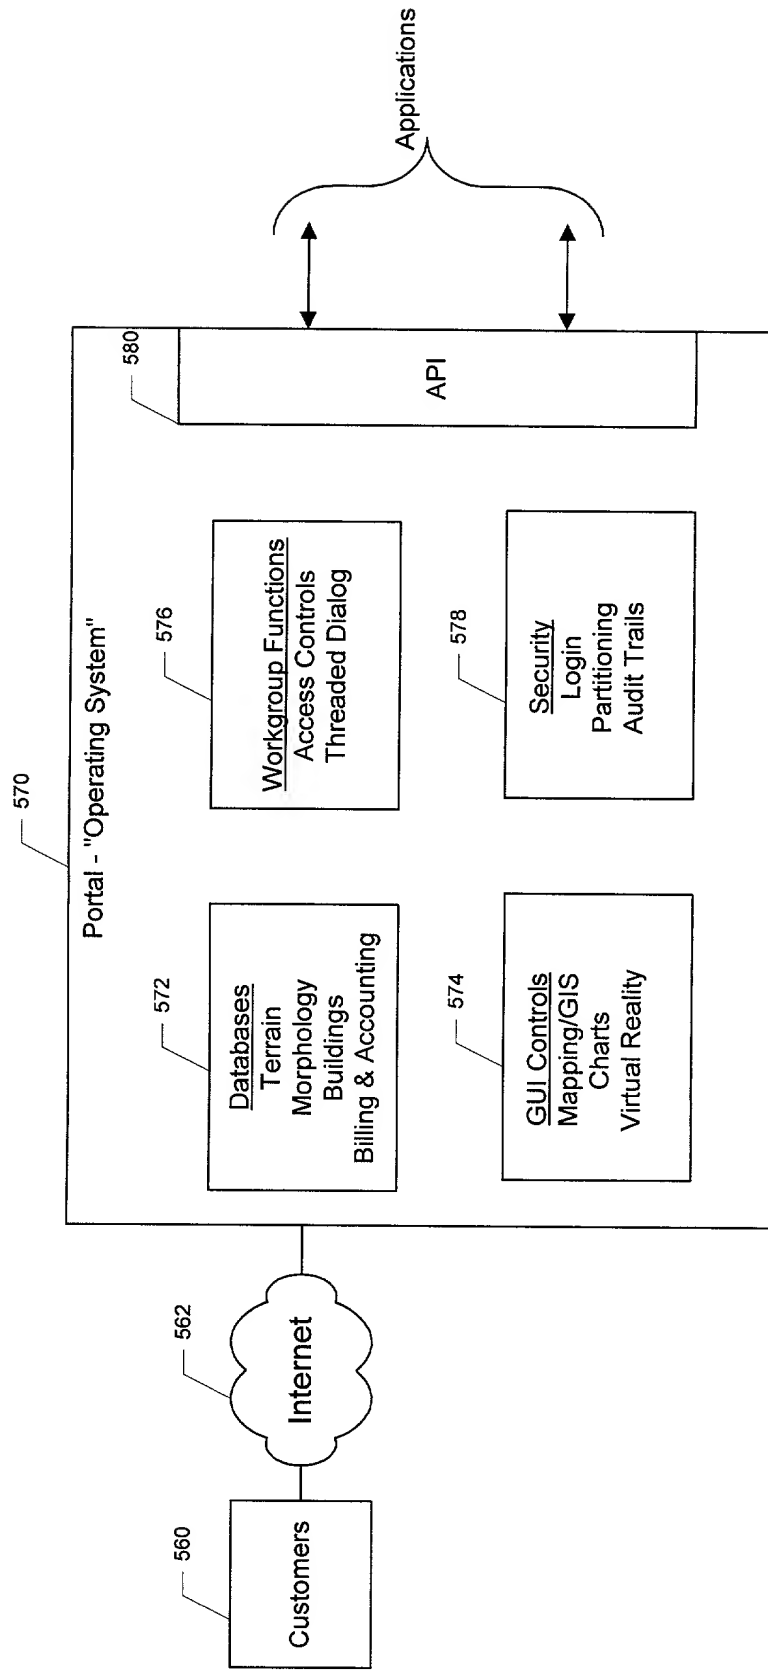 570
Portal - "Operating System"
560
Customers
562
Internet
572
Databases
Terrain
Morphology
Buildings
Billing & Accounting
576
Workgroup Functions
Access Controls
Threaded Dialog
574
GUI Controls
Mapping/GIS
Charts
Virtual Reality
578
Security
Login
Partitioning
Audit Trails
580
API
Applications